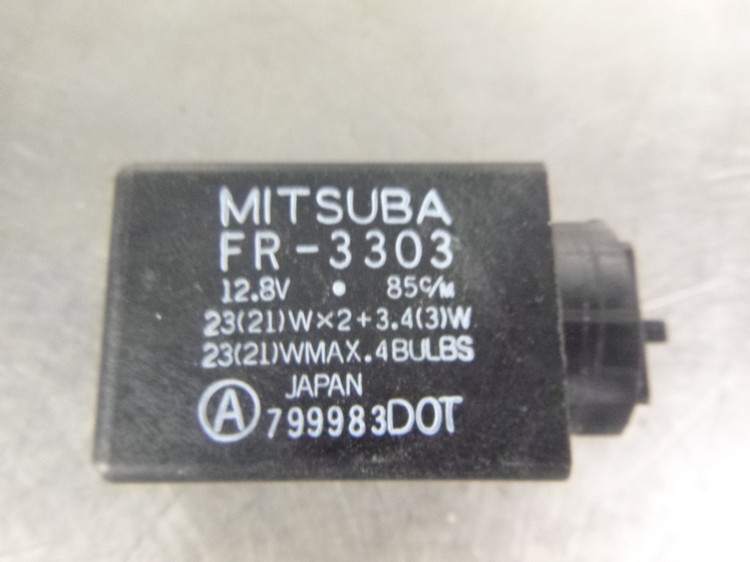 MITSUBA
FR-3303
12.8V • 85c/m
23(21)W×2+3.4(3)W
23(21)WMAX.4BULBS
JAPAN
Ⓐ 799983DOT